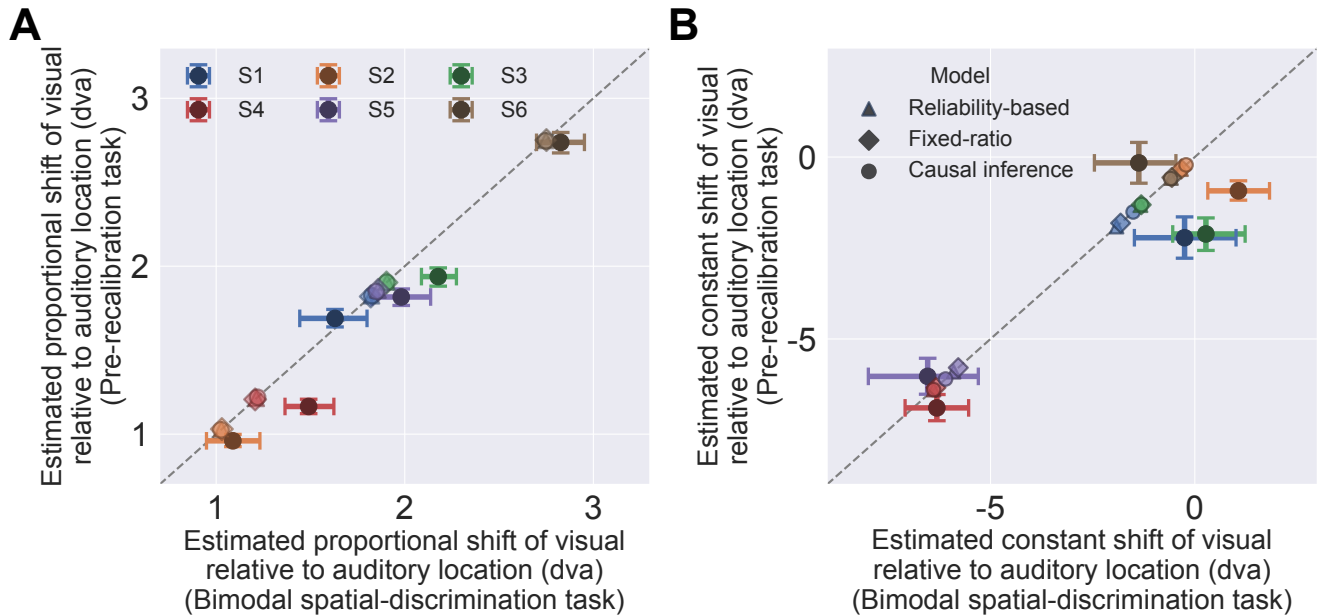 A
Estimated proportional shift of visual
relative to auditory location (dva)
(Pre-recalibration task)
3
2
1
S1
S2
S3
S4
S5
S6
1
2
3
Estimated proportional shift of visual
relative to auditory location (dva)
(Bimodal spatial-discrimination task)
B
Estimated constant shift of visual
relative to auditory location (dva)
(Pre-recalibration task)
0
-5
Model
Reliability-based
Fixed-ratio
Causal inference
-5
0
Estimated constant shift of visual
relative to auditory location (dva)
(Bimodal spatial-discrimination task)